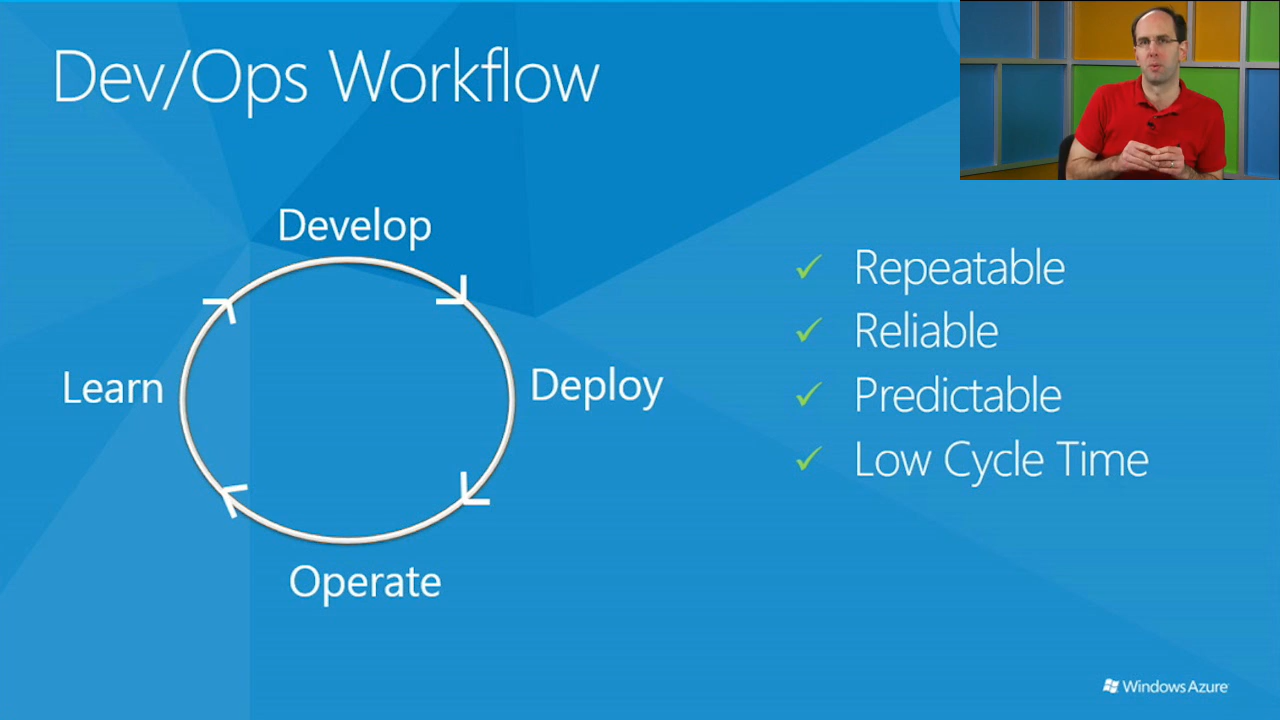 Dev/Ops Workflow
Develop
Learn
Deploy
Operate
Repeatable
Reliable
Predictable
Low Cycle Time
Windows Azure